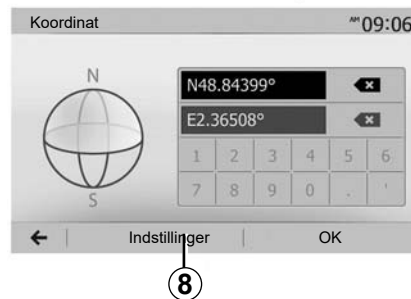 Koordinat AM 09:06
N
S
N48.84399°
E2.36508°
1 2 3 4 5 6
7 8 9 0 . '
Indstillinger OK
8